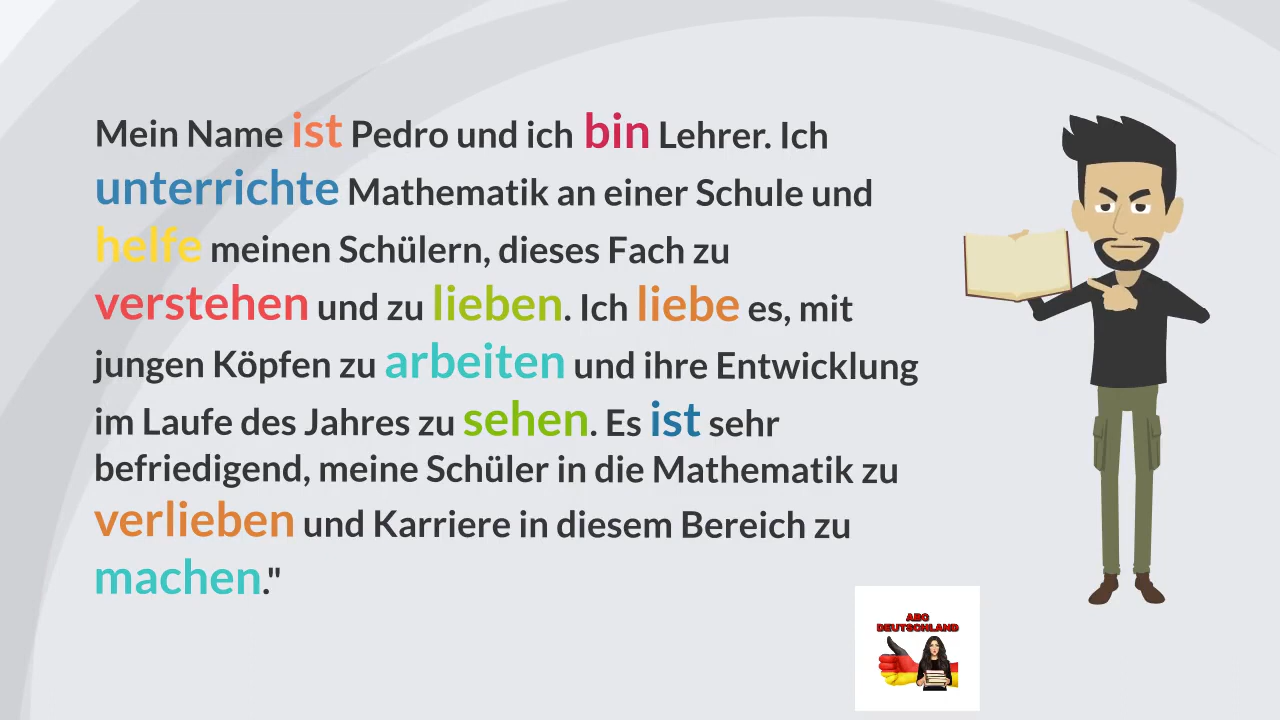 Mein Name ist Pedro und ich bin Lehrer. Ich
unterrichte Mathematik an einer Schule und
helfe meinen Schülern, dieses Fach zu
verstehen und zu lieben. Ich liebe es, mit
jungen Köpfen zu arbeiten und ihre Entwicklung
im Laufe des Jahres zu sehen. Es ist sehr
befriedigend, meine Schüler in die Mathematik zu
verlieben und Karriere in diesem Bereich zu
machen."
ABC
DEUTSCHLAND